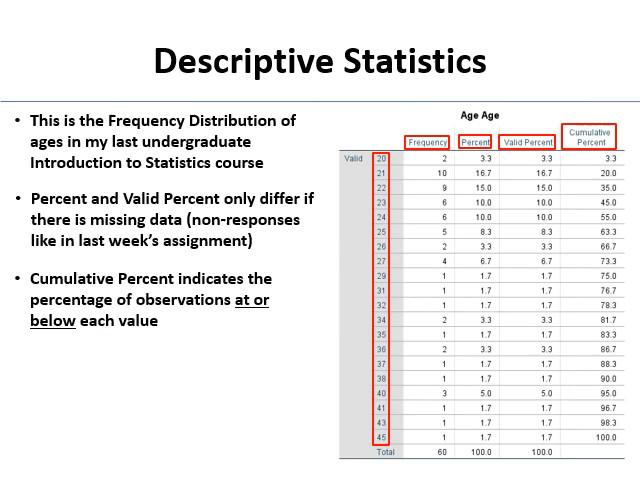 Descriptive Statistics
• This is the Frequency Distribution of
ages in my last undergraduate
Introduction to Statistics course
• Percent and Valid Percent only differ if
there is missing data (non-responses
like in last week's assignment)
• Cumulative Percent indicates the
percentage of observations at or
below each value
Age Age
Frequency Percent Valid Percent Cumulative Percent
Valid 20 2 3.3 3.3 3.3
21 10 16.7 16.7 20.0
22 9 15.0 15.0 35.0
23 6 10.0 10.0 45.0
24 6 10.0 10.0 55.0
25 5 8.3 8.3 63.3
26 2 3.3 3.3 66.7
27 4 6.7 6.7 73.3
29 1 1.7 1.7 75.0
31 1 1.7 1.7 76.7
32 1 1.7 1.7 78.3
34 2 3.3 3.3 81.7
35 1 1.7 1.7 83.3
36 2 3.3 3.3 86.7
37 1 1.7 1.7 88.3
38 1 1.7 1.7 90.0
40 3 5.0 5.0 95.0
41 1 1.7 1.7 96.7
43 1 1.7 1.7 98.3
45 1 1.7 1.7 100.0
Total 60 100.0 100.0